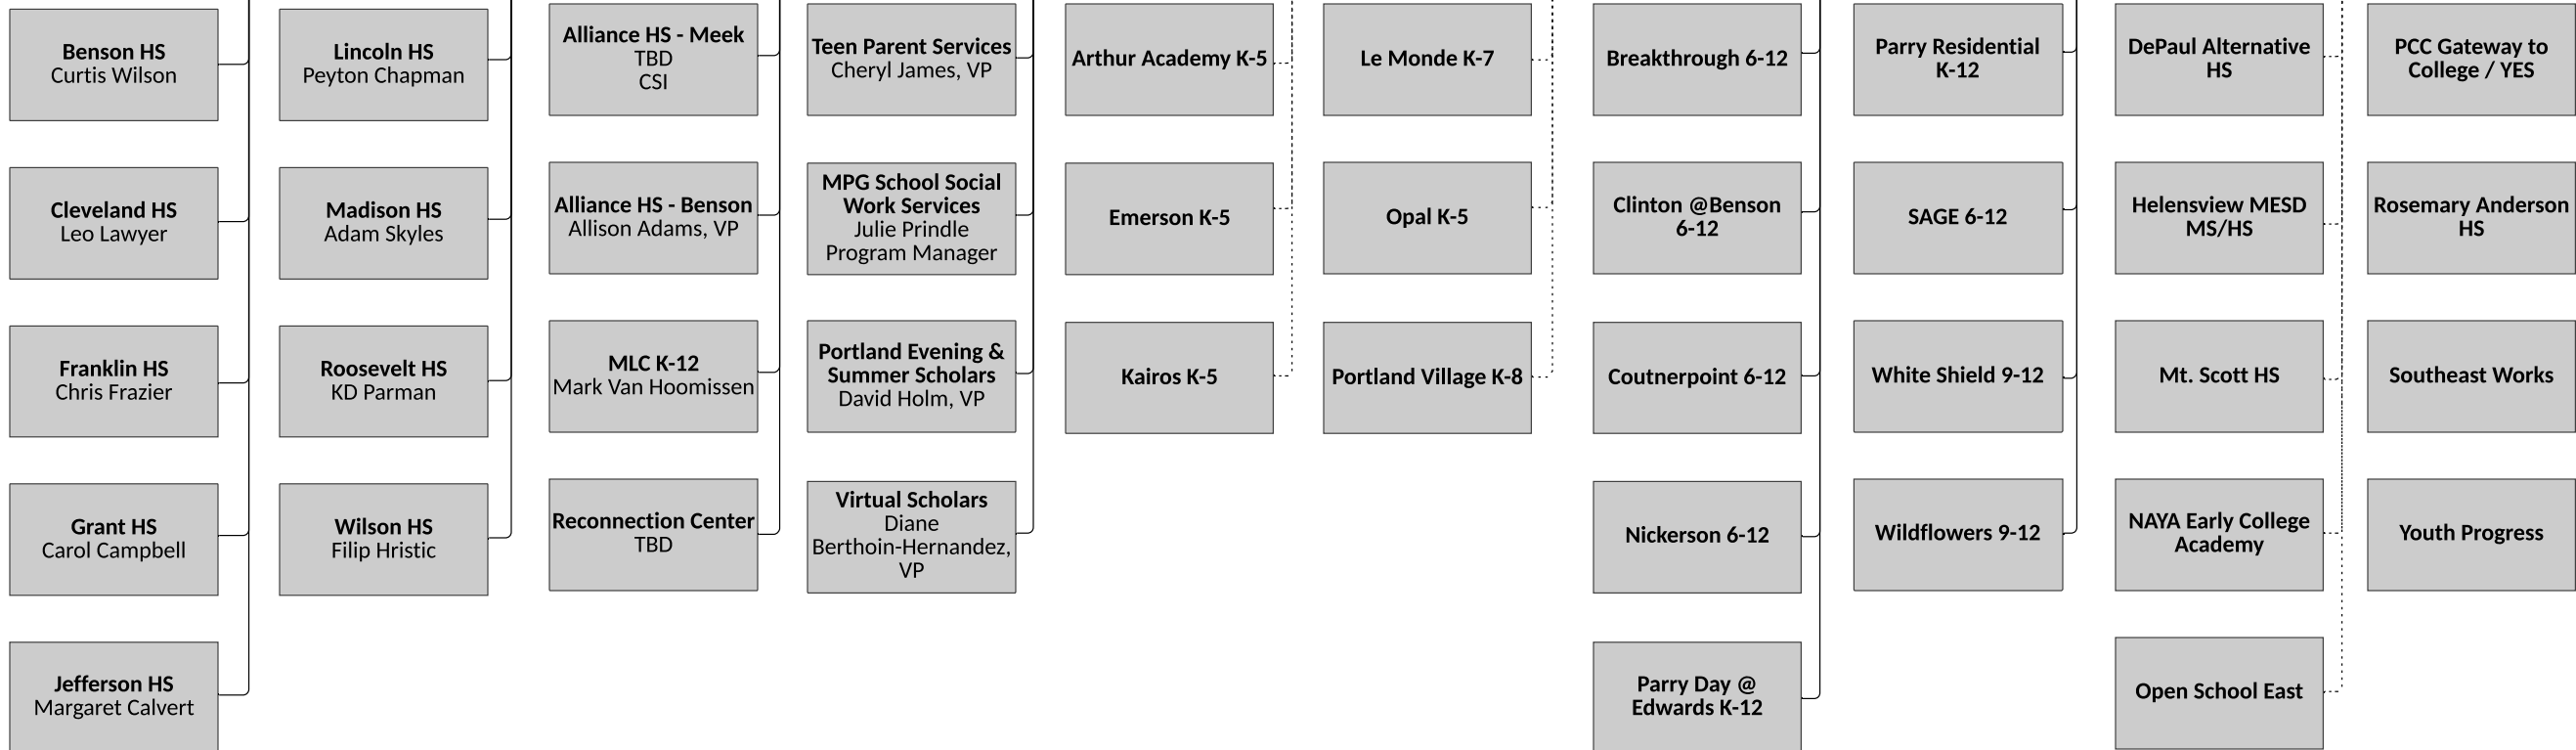 Benson HS
Curtis Wilson
Cleveland HS
Leo Lawyer
Franklin HS
Chris Frazier
Grant HS
Carol Campbell
Jefferson HS
Margaret Calvert
Lincoln HS
Peyton Chapman
Madison HS
Adam Skyles
Roosevelt HS
KD Parman
Wilson HS
Filip Hristic
Alliance HS - Meek
TBD
CSI
Alliance HS - Benson
Allison Adams, VP
MLC K-12
Mark Van Hoomissen
Reconnection Center
TBD
Teen Parent Services
Cheryl James, VP
MPG School Social
Work Services
Julie Prindle
Program Manager
Portland Evening &
Summer Scholars
David Holm, VP
Virtual Scholars
Diane
Berthoin-Hernandez,
VP
Arthur Academy K-5
Emerson K-5
Kairos K-5
Le Monde K-7
Opal K-5
Portland Village K-8
Breakthrough 6-12
Clinton @Benson
6-12
Coutnerpoint 6-12
Nickerson 6-12
Parry Day @
Edwards K-12
Parry Residential
K-12
SAGE 6-12
White Shield 9-12
Wildflowers 9-12
DePaul Alternative
HS
Helensview MESD
MS/HS
Mt. Scott HS
NAYA Early College
Academy
Open School East
PCC Gateway to
College / YES
Rosemary Anderson
HS
Southeast Works
Youth Progress